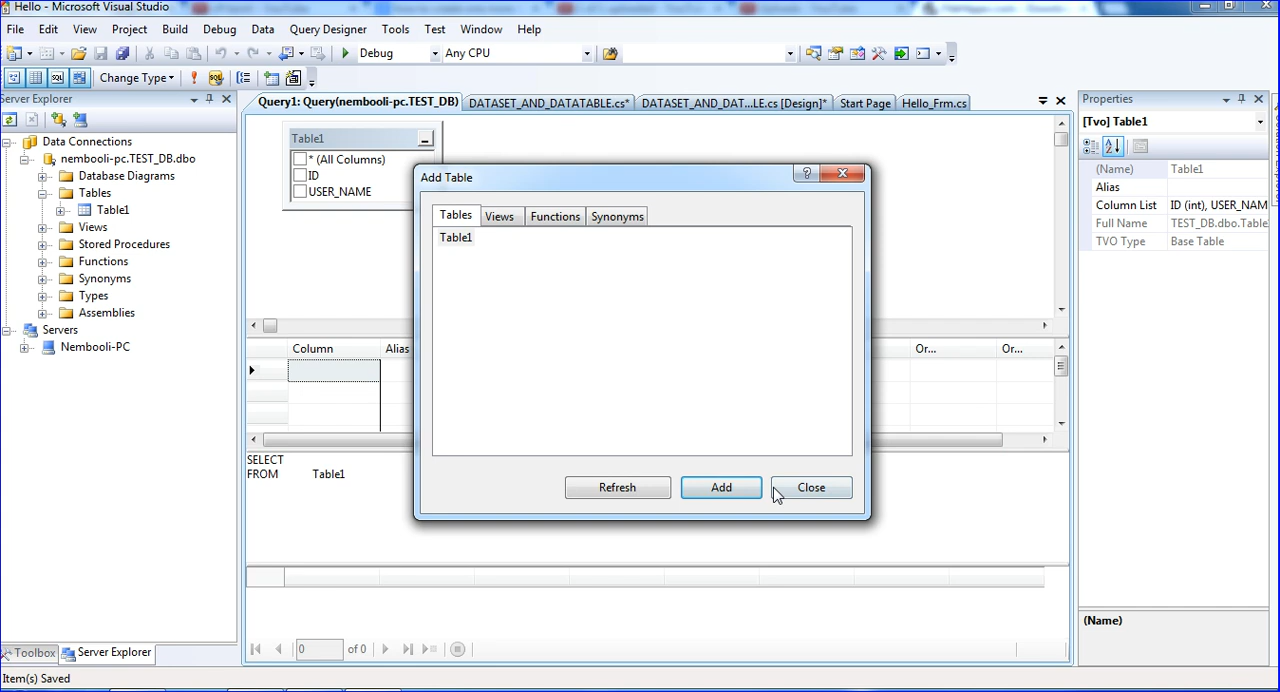 Hello - Microsoft Visual Studio
File Edit View Project Build Debug Data Query Designer Tools Test Window Help
Debug Any CPU
Change Type
Server Explorer
Data Connections
nembooli-pc.TEST_DB.dbo
Database Diagrams
Tables
Table1
Views
Stored Procedures
Functions
Synonyms
Types
Assemblies
Servers
Nembooli-PC
Toolbox Server Explorer
Query1: Query(nembooli-pc.TEST_DB) DATASET_AND_DATATABLE.cs* DATASET_AND_DAT...LE.cs [Design]* Start Page Hello_Frm.cs
Table1
* (All Columns)
ID
USER_NAME
Column Alias Or... Or...
SELECT
FROM Table1
0 of 0
Add Table
Tables Views Functions Synonyms
Table1
Refresh Add Close
Properties
[Tvo] Table1
(Name) Table1
Alias
Column List ID (int), USER_NAM
Full Name TEST_DB.dbo.Table
TVO Type Base Table
(Name)
Item(s) Saved